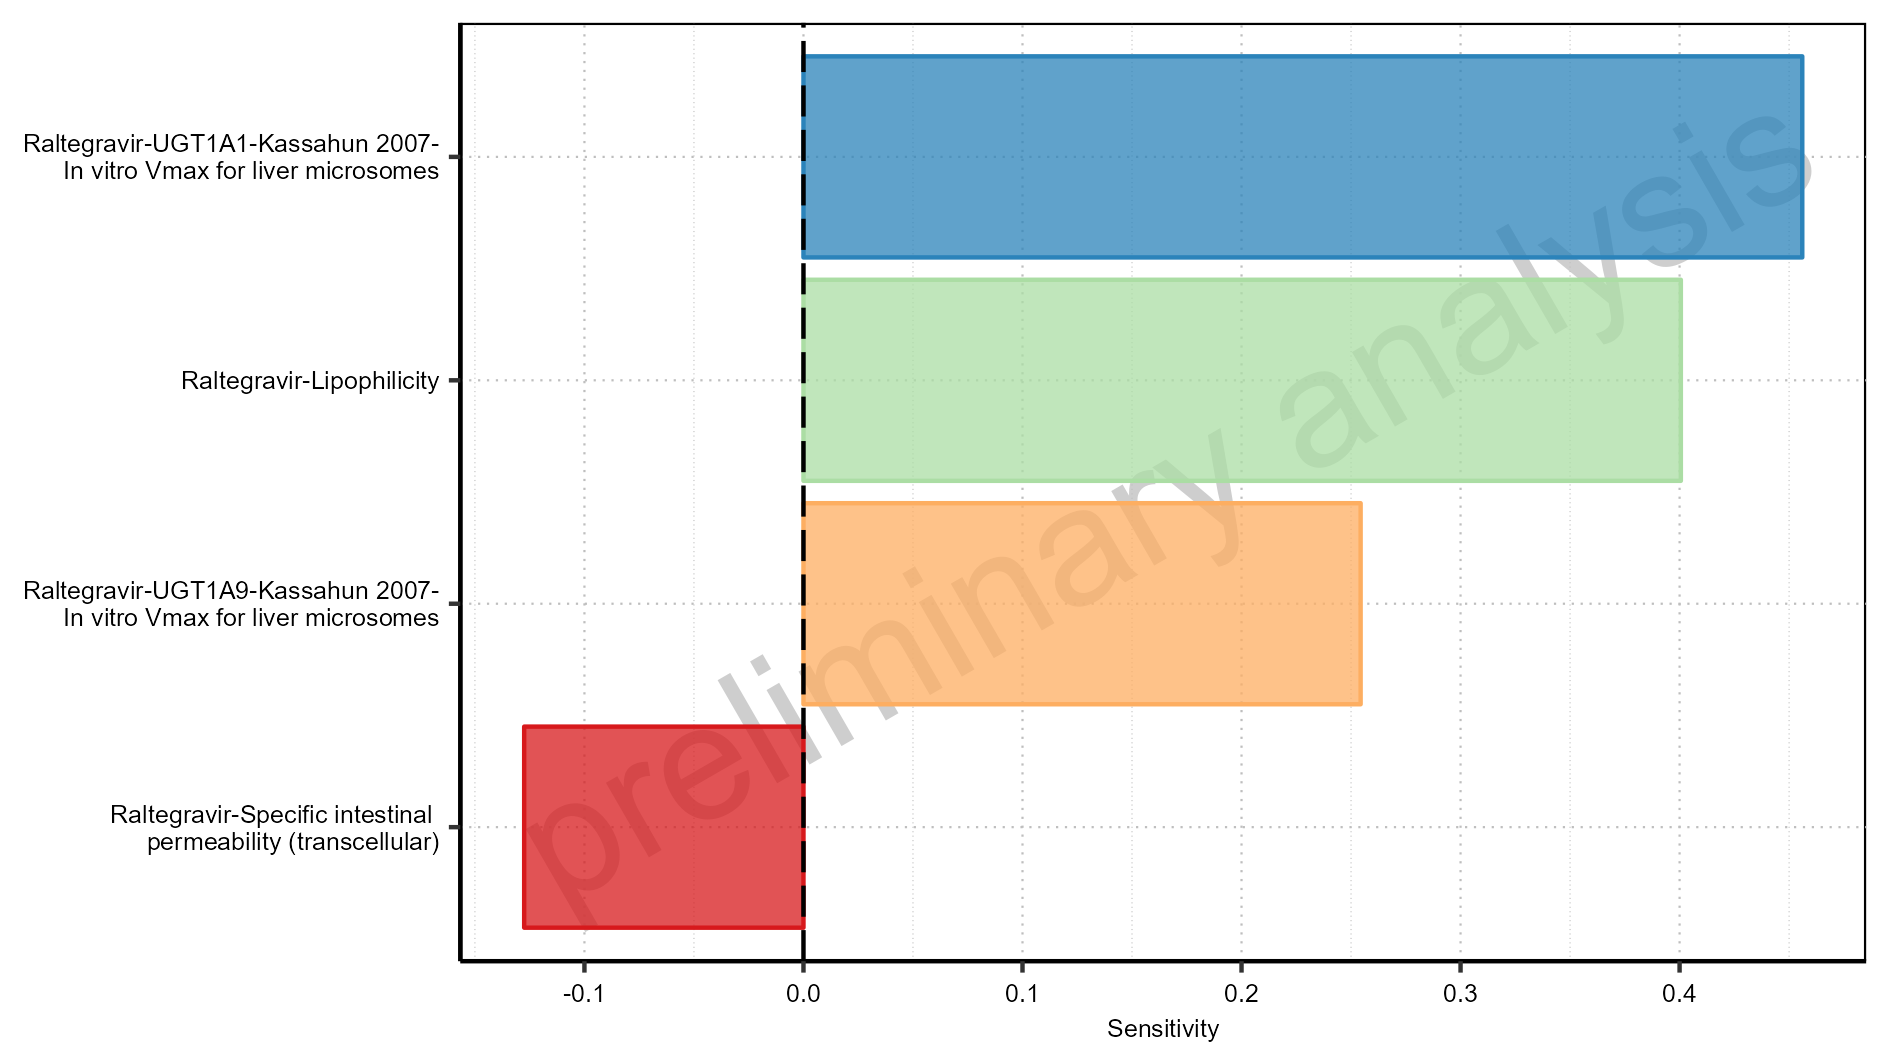 Raltegravir-UGT1A1-Kassahun 2007-
In vitro Vmax for liver microsomes
Raltegravir-Lipophilicity
Raltegravir-UGT1A9-Kassahun 2007-
In vitro Vmax for liver microsomes
Raltegravir-Specific intestinal
permeability (transcellular)
preliminary analysis
-0.1 0.0 0.1 0.2 0.3 0.4
Sensitivity